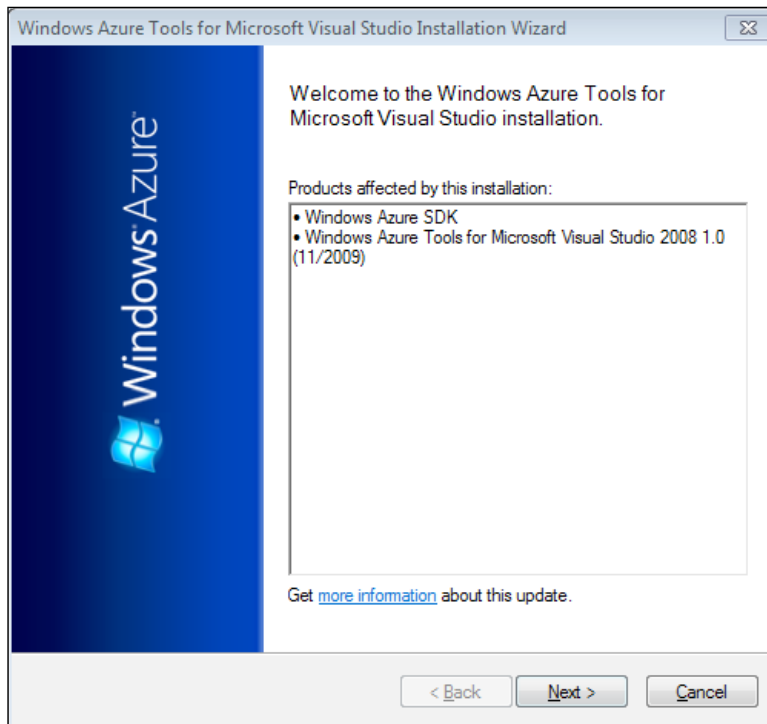 Windows Azure Tools for Microsoft Visual Studio Installation Wizard
Windows Azure™
Welcome to the Windows Azure Tools for
Microsoft Visual Studio installation.
Products affected by this installation:
• Windows Azure SDK
• Windows Azure Tools for Microsoft Visual Studio 2008 1.0
(11/2009)
Get more information about this update.
< Back
Next >
Cancel